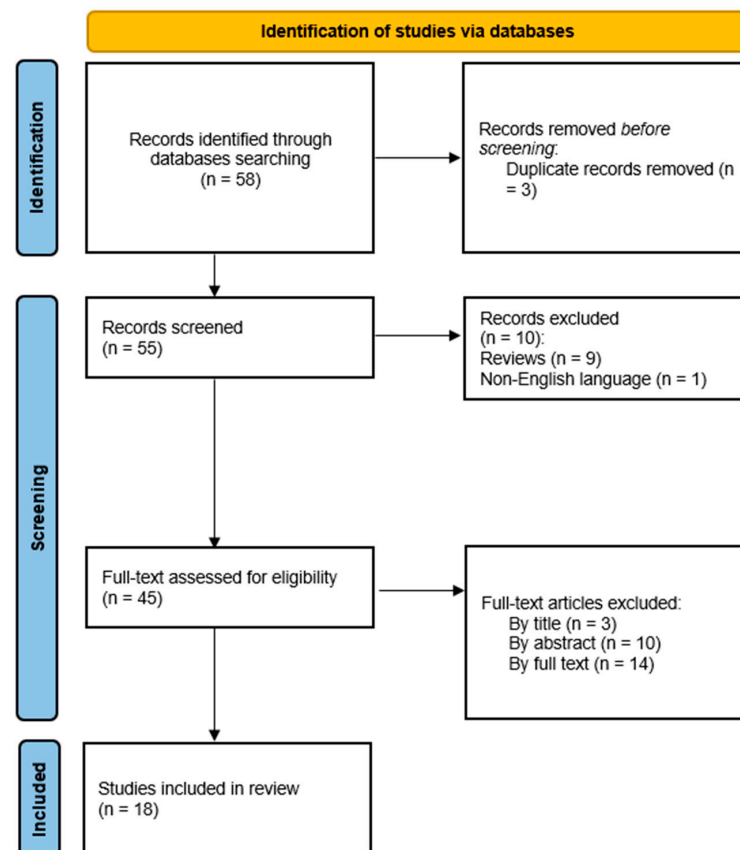 Identification of studies via databases
Identification
Records identified through
databases searching
(n = 58)
Records removed before
screening:
Duplicate records removed (n
= 3)
Screening
Records screened
(n = 55)
Records excluded
(n = 10):
Reviews (n = 9)
Non-English language (n = 1)
Full-text assessed for eligibility
(n = 45)
Full-text articles excluded:
By title (n = 3)
By abstract (n = 10)
By full text (n = 14)
Included
Studies included in review
(n = 18)